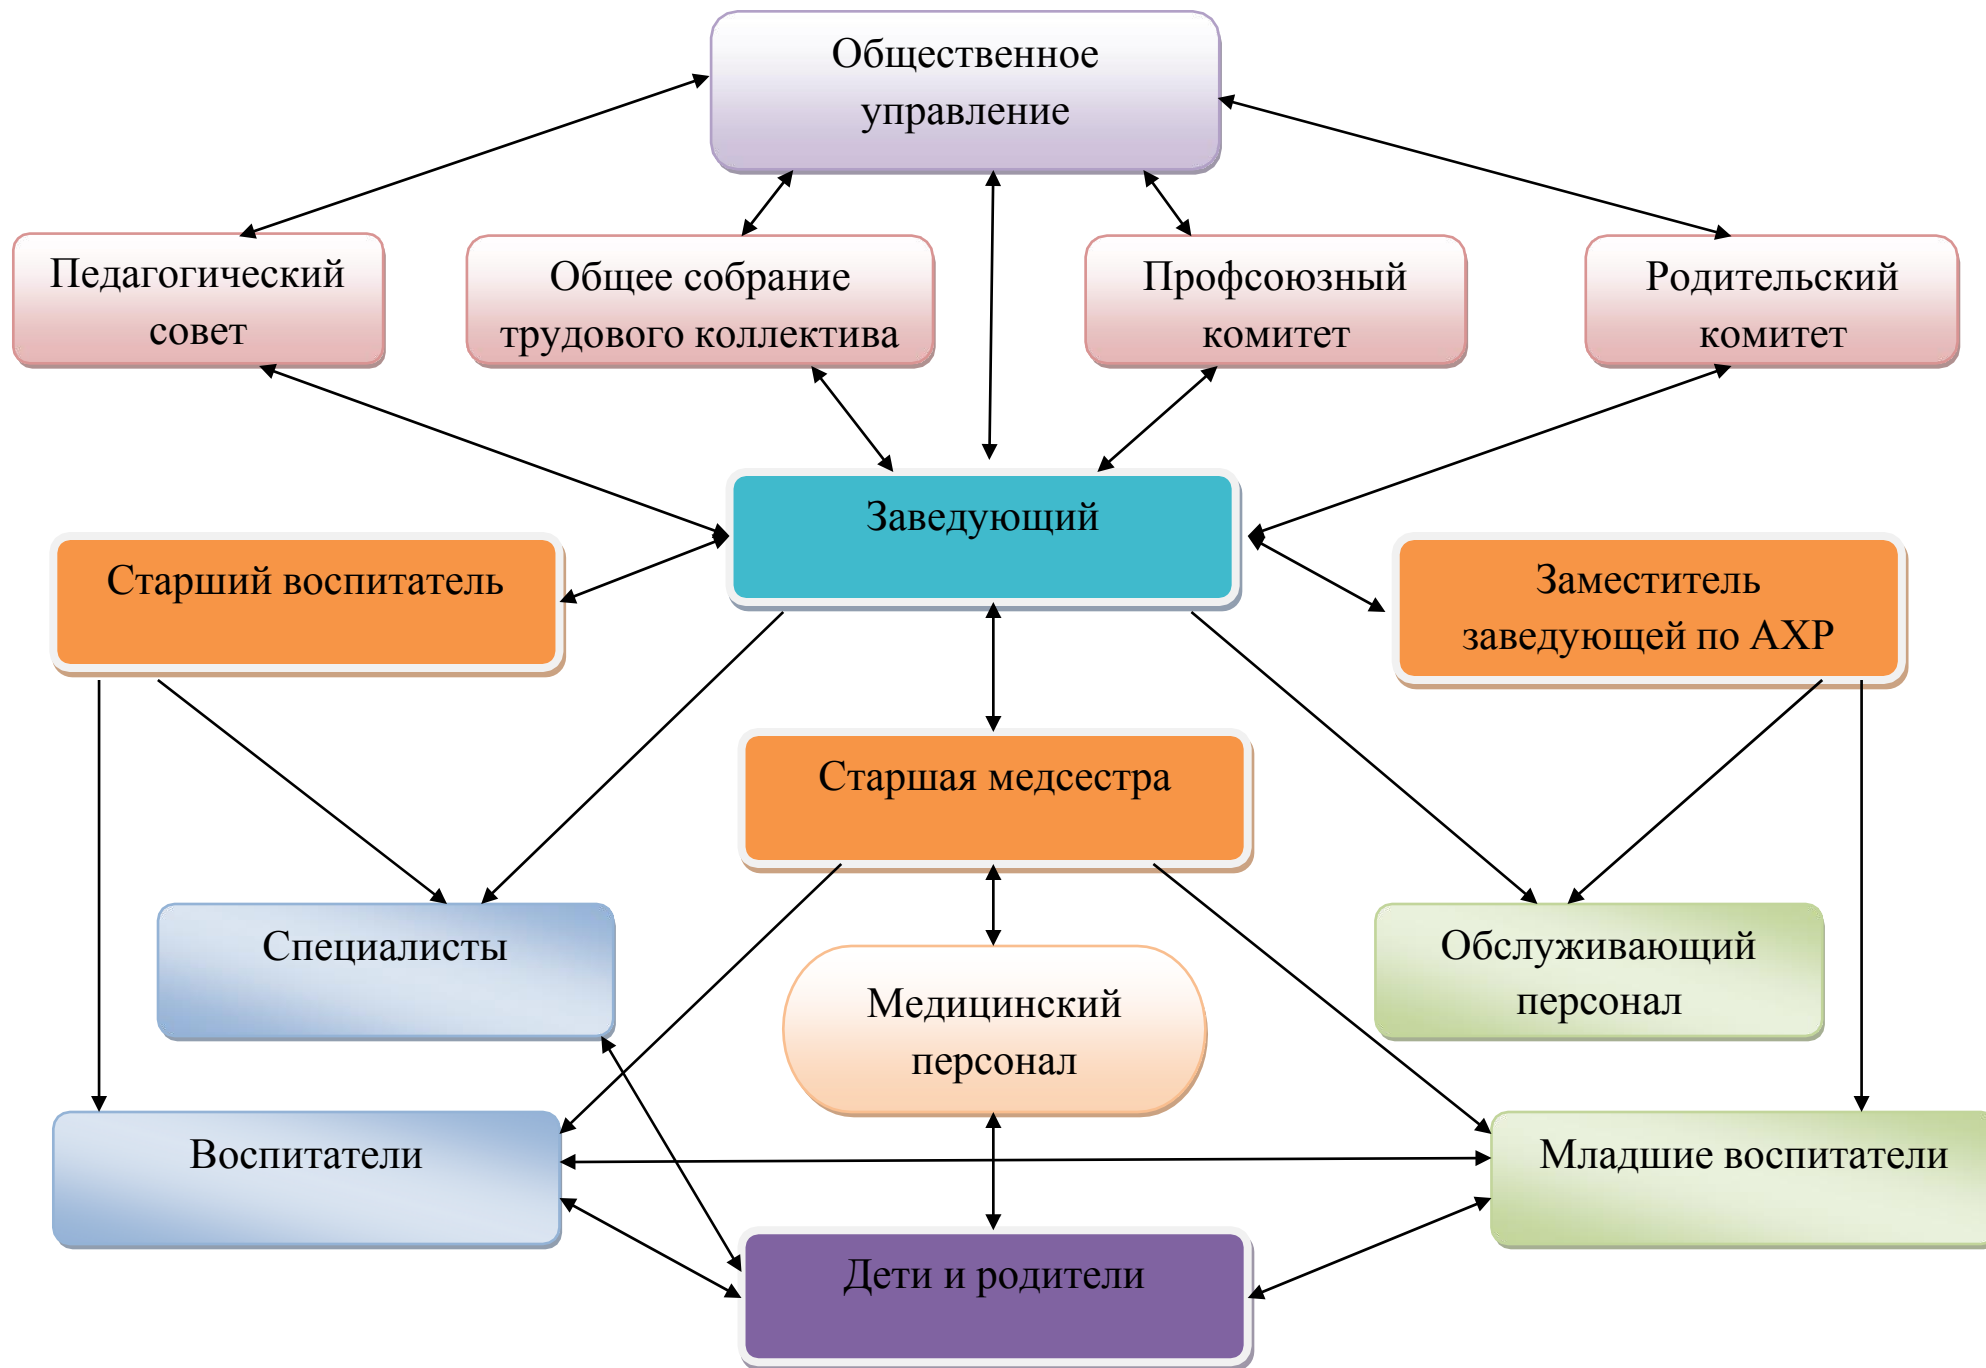 Общественное
управление
Педагогический
совет
Общее собрание
трудового коллектива
Профсоюзный
комитет
Родительский
комитет
Заведующий
Старший воспитатель
Заместитель
заведующей по АХР
Старшая медсестра
Специалисты
Медицинский
персонал
Обслуживающий
персонал
Воспитатели
Младшие воспитатели
Дети и родители